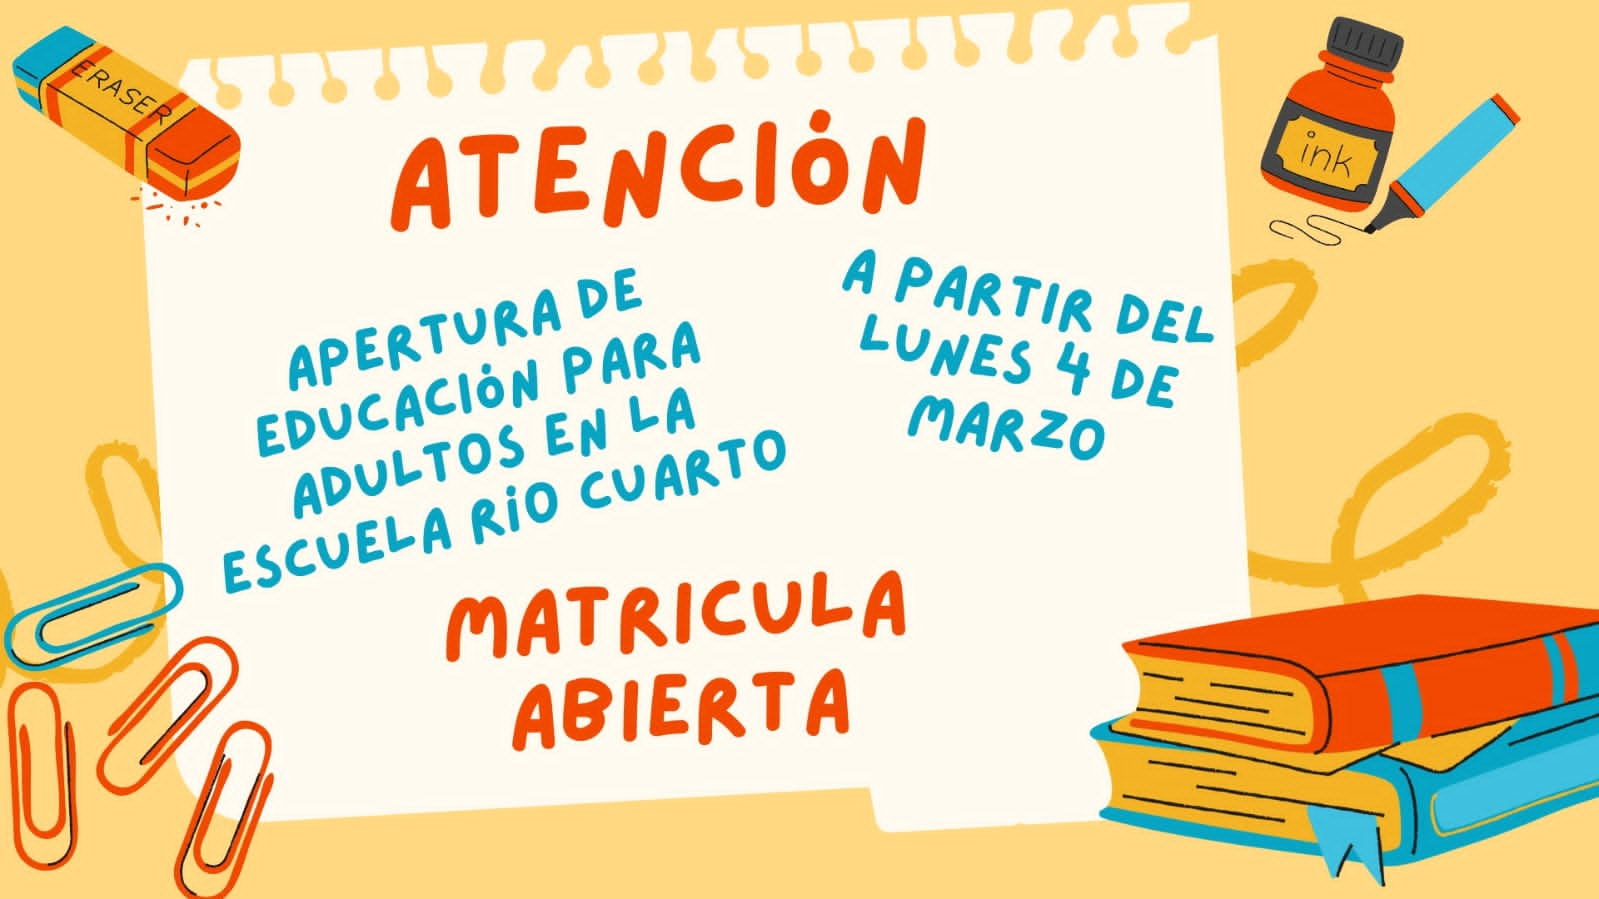 ERASER
ATENCIÓN
ink
APERTURA DE
EDUCACIÓN PARA
ADULTOS EN LA
ESCUELA RÍO CUARTO
A PARTIR DEL
LUNES 4 DE
MARZO
MATRICULA
ABIERTA